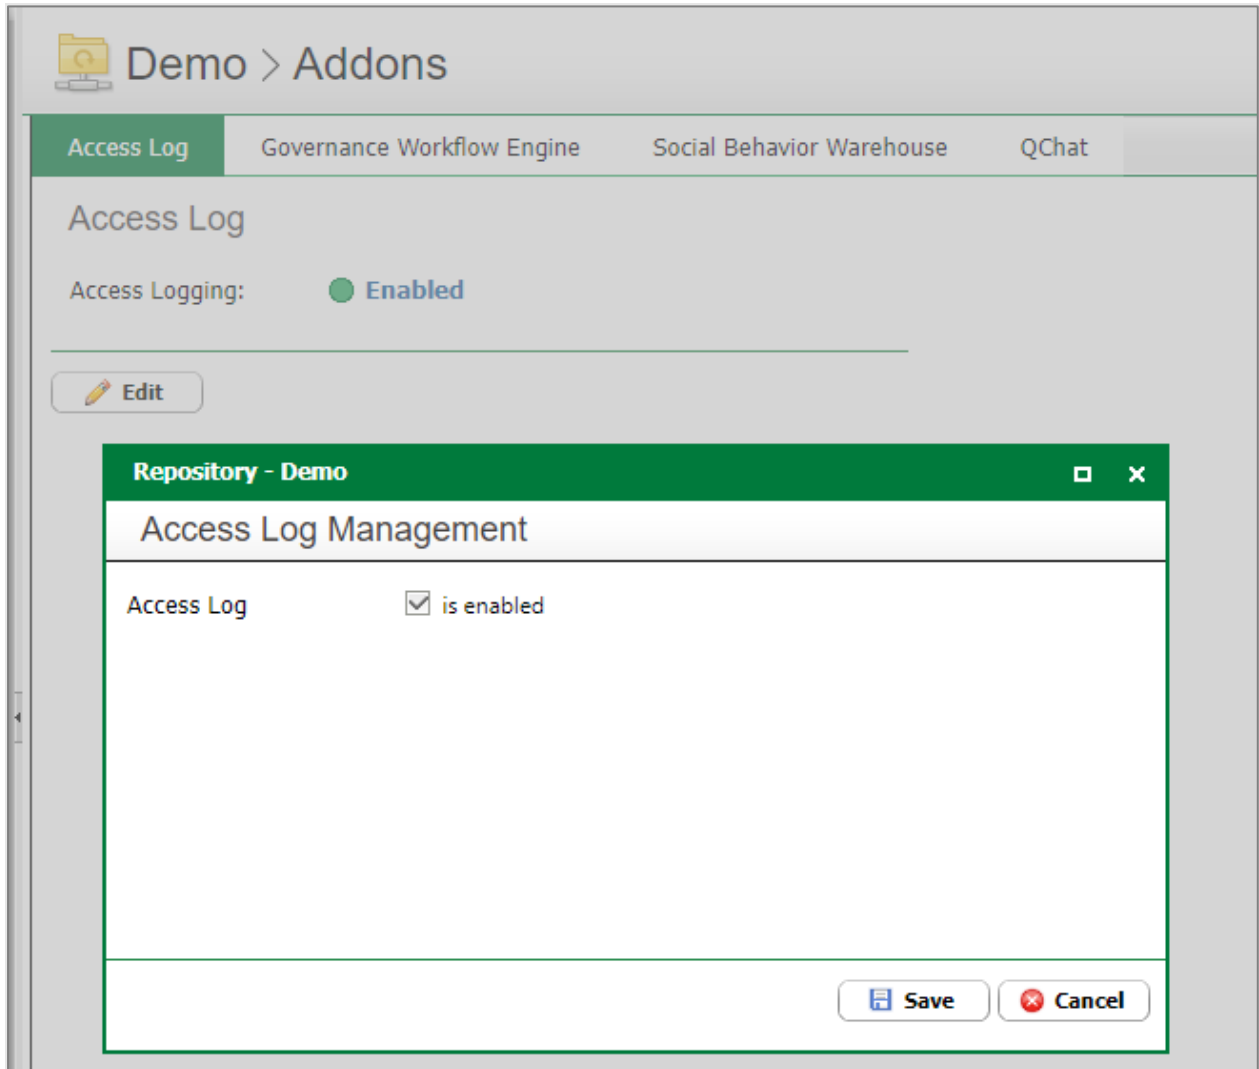 Demo > Addons
Access Log Governance Workflow Engine Social Behavior Warehouse QChat
Access Log
Access Logging: Enabled
Edit
Repository - Demo
Access Log Management
Access Log is enabled
Save Cancel